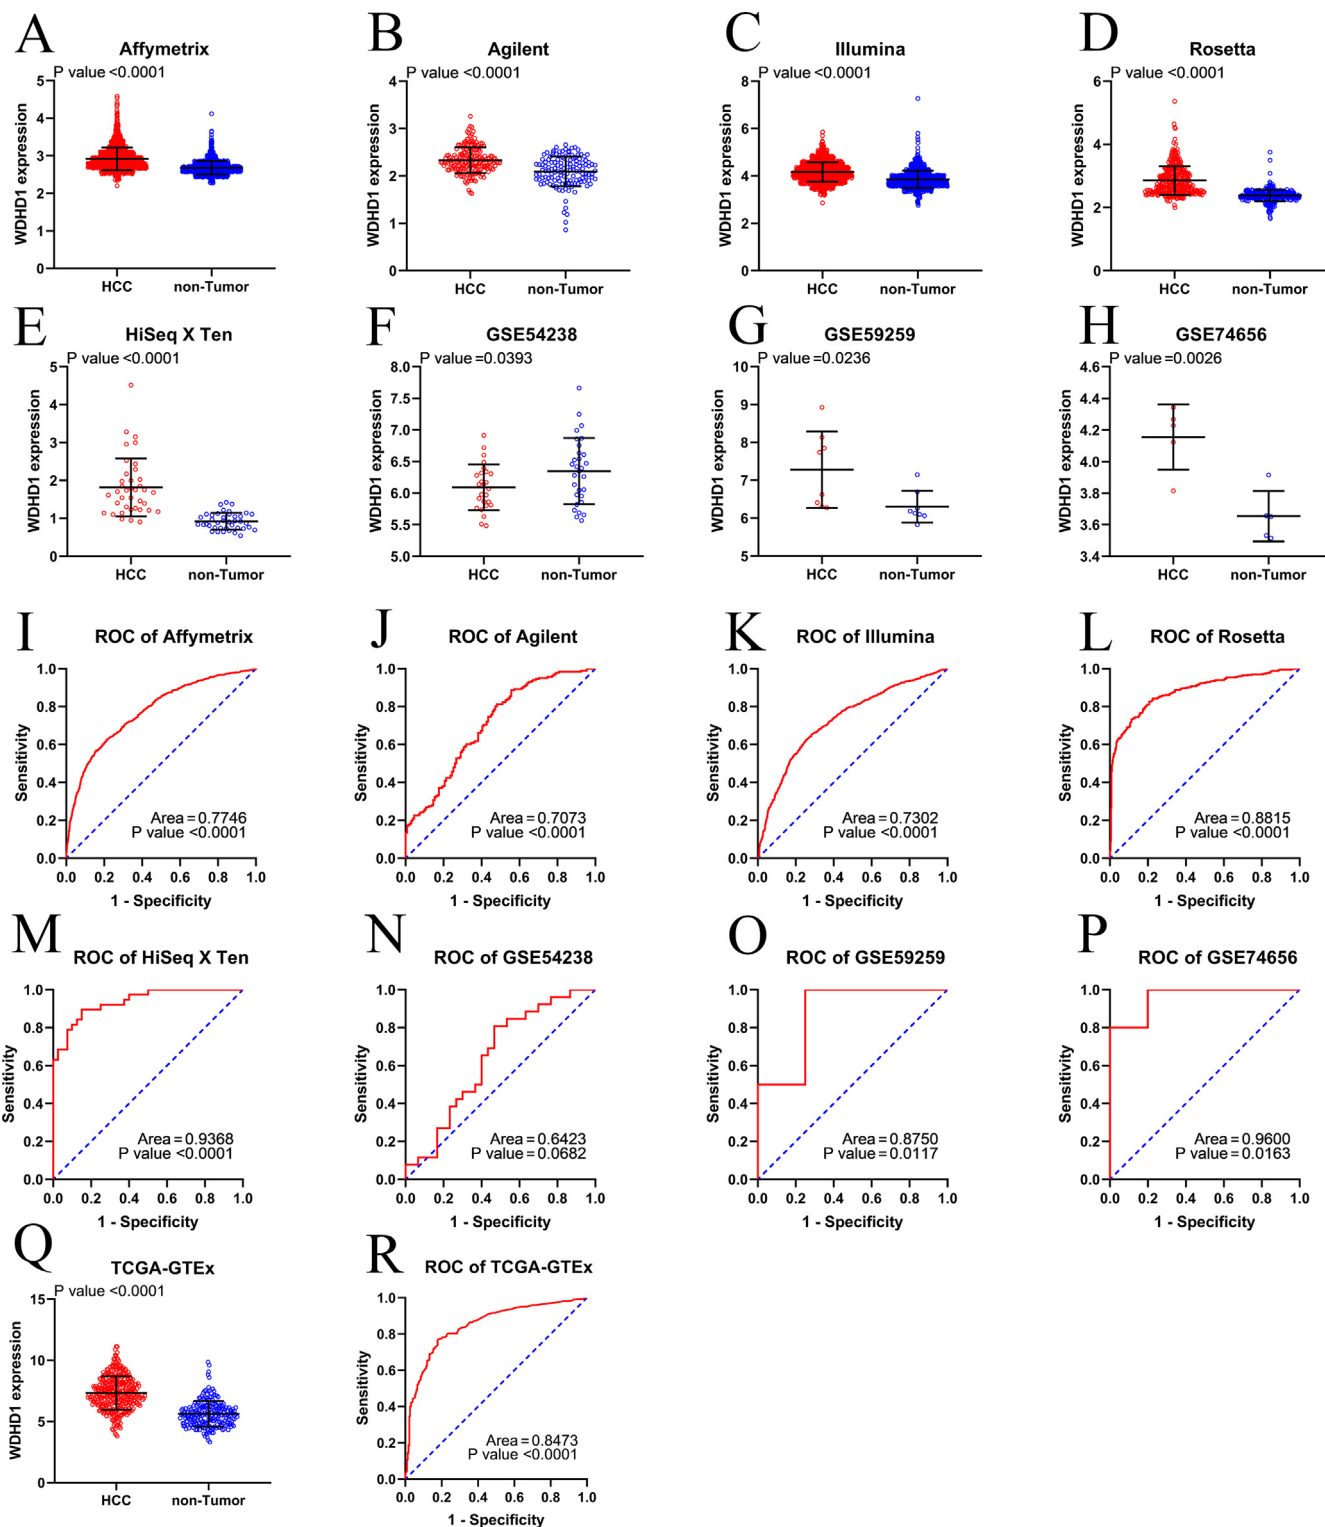 A
Affymetrix
P value <0.0001
WDHD1 expression
5
4
3
2
1
0
HCC
non-Tumor
B
Agilent
P value <0.0001
WDHD1 expression
4
3
2
1
0
HCC
non-Tumor
C
Illumina
P value <0.0001
WDHD1 expression
8
6
4
2
0
HCC
non-Tumor
D
Rosetta
P value <0.0001
WDHD1 expression
6
4
2
0
HCC
non-Tumor
E
HiSeq X Ten
P value <0.0001
WDHD1 expression
5
4
3
2
1
0
HCC
non-Tumor
F
GSE54238
P value =0.0393
WDHD1 expression
8.0
7.5
7.0
6.5
6.0
5.5
5.0
HCC
non-Tumor
G
GSE59259
P value =0.0236
WDHD1 expression
10
9
8
7
6
5
HCC
non-Tumor
H
GSE74656
P value =0.0026
WDHD1 expression
4.6
4.4
4.2
4.0
3.8
3.6
3.4
HCC
non-Tumor
I
ROC of Affymetrix
Sensitivity
1.0
0.8
0.6
0.4
0.2
0.0
Area = 0.7746
P value <0.0001
0.0 0.2 0.4 0.6 0.8 1.0
1 - Specificity
J
ROC of Agilent
Sensitivity
1.0
0.8
0.6
0.4
0.2
0.0
Area = 0.7073
P value <0.0001
0.0 0.2 0.4 0.6 0.8 1.0
1 - Specificity
K
ROC of Illumina
Sensitivity
1.0
0.8
0.6
0.4
0.2
0.0
Area = 0.7302
P value <0.0001
0.0 0.2 0.4 0.6 0.8 1.0
1 - Specificity
L
ROC of Rosetta
Sensitivity
1.0
0.8
0.6
0.4
0.2
0.0
Area = 0.8815
P value <0.0001
0.0 0.2 0.4 0.6 0.8 1.0
1 - Specificity
M
ROC of HiSeq X Ten
Sensitivity
1.0
0.8
0.6
0.4
0.2
0.0
Area = 0.9368
P value <0.0001
0.0 0.2 0.4 0.6 0.8 1.0
1 - Specificity
N
ROC of GSE54238
Sensitivity
1.0
0.8
0.6
0.4
0.2
0.0
Area = 0.6423
P value = 0.0682
0.0 0.2 0.4 0.6 0.8 1.0
1 - Specificity
O
ROC of GSE59259
Sensitivity
1.0
0.8
0.6
0.4
0.2
0.0
Area = 0.8750
P value = 0.0117
0.0 0.2 0.4 0.6 0.8 1.0
1 - Specificity
P
ROC of GSE74656
Sensitivity
1.0
0.8
0.6
0.4
0.2
0.0
Area = 0.9600
P value = 0.0163
0.0 0.2 0.4 0.6 0.8 1.0
1 - Specificity
Q
TCGA-GTEx
P value <0.0001
WDHD1 expression
15
10
5
0
HCC
non-Tumor
R
ROC of TCGA-GTEx
Sensitivity
1.0
0.8
0.6
0.4
0.2
0.0
Area = 0.8473
P value <0.0001
0.0 0.2 0.4 0.6 0.8 1.0
1 - Specificity